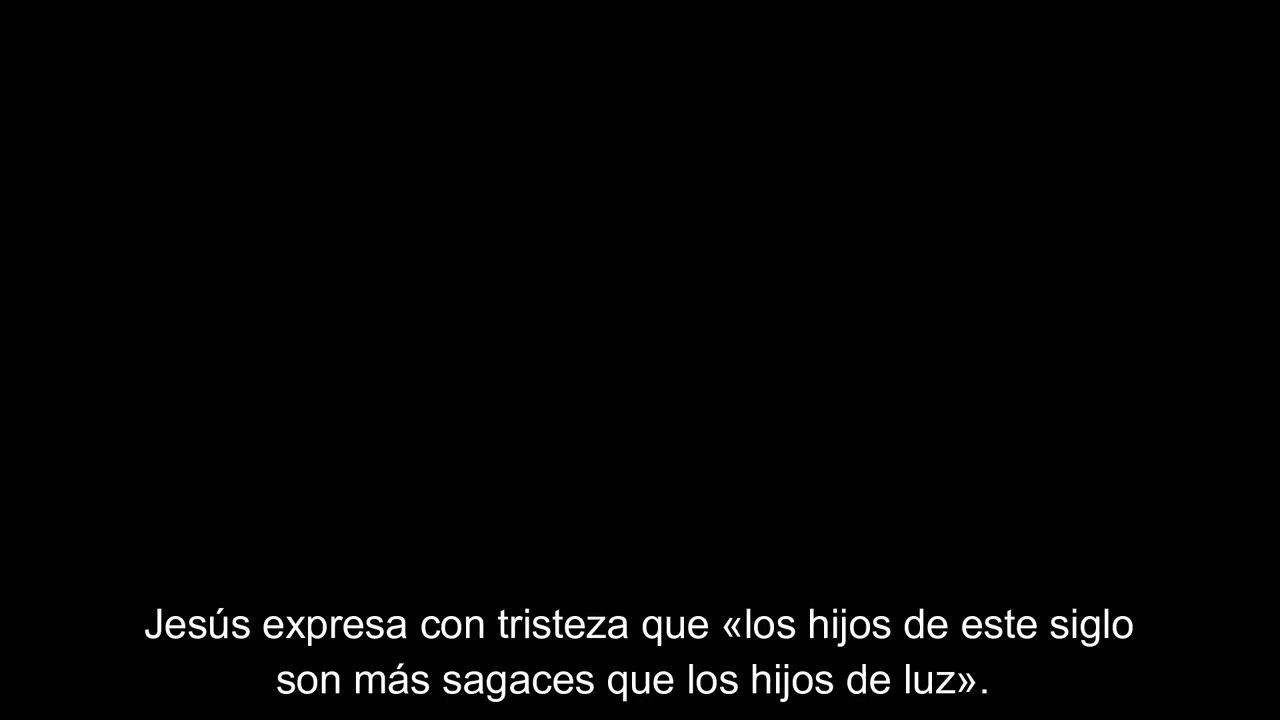 Jesús expresa con tristeza que «los hijos de este siglo
son más sagaces que los hijos de luz».